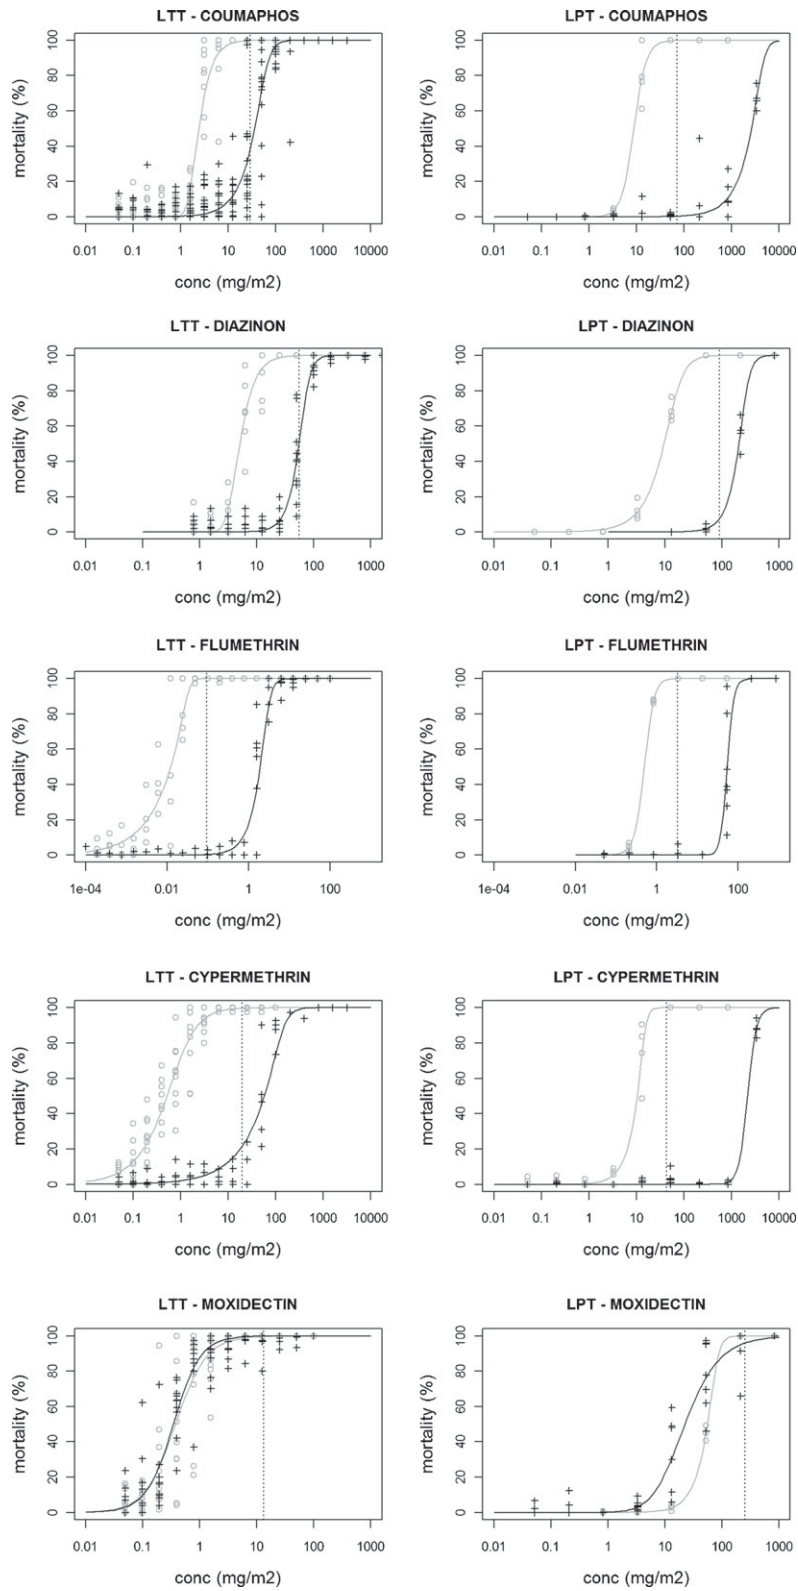 LTT - COUMAPHOS
mortality (%)
100
80
60
40
20
0
0.01 0.1 1 10 100 1000 10000
conc (mg/m2)
LPT - COUMAPHOS
mortality (%)
100
80
60
40
20
0
0.01 0.1 1 10 100 1000 10000
conc (mg/m2)
LTT - DIAZINON
mortality (%)
100
80
60
40
20
0
0.01 0.1 1 10 100 1000
conc (mg/m2)
LPT - DIAZINON
mortality (%)
100
80
60
40
20
0
0.01 0.1 1 10 100 1000
conc (mg/m2)
LTT - FLUMETHRIN
mortality (%)
100
80
60
40
20
0
1e-04 0.01 1 100
conc (mg/m2)
LPT - FLUMETHRIN
mortality (%)
100
80
60
40
20
0
1e-04 0.01 1 100
conc (mg/m2)
LTT - CYPERMETHRIN
mortality (%)
100
80
60
40
20
0
0.01 0.1 1 10 100 1000 10000
conc (mg/m2)
LPT - CYPERMETHRIN
mortality (%)
100
80
60
40
20
0
0.01 0.1 1 10 100 1000 10000
conc (mg/m2)
LTT - MOXIDECTIN
mortality (%)
100
80
60
40
20
0
0.01 0.1 1 10 100 1000
conc (mg/m2)
LPT - MOXIDECTIN
mortality (%)
100
80
60
40
20
0
0.01 0.1 1 10 100 1000
conc (mg/m2)